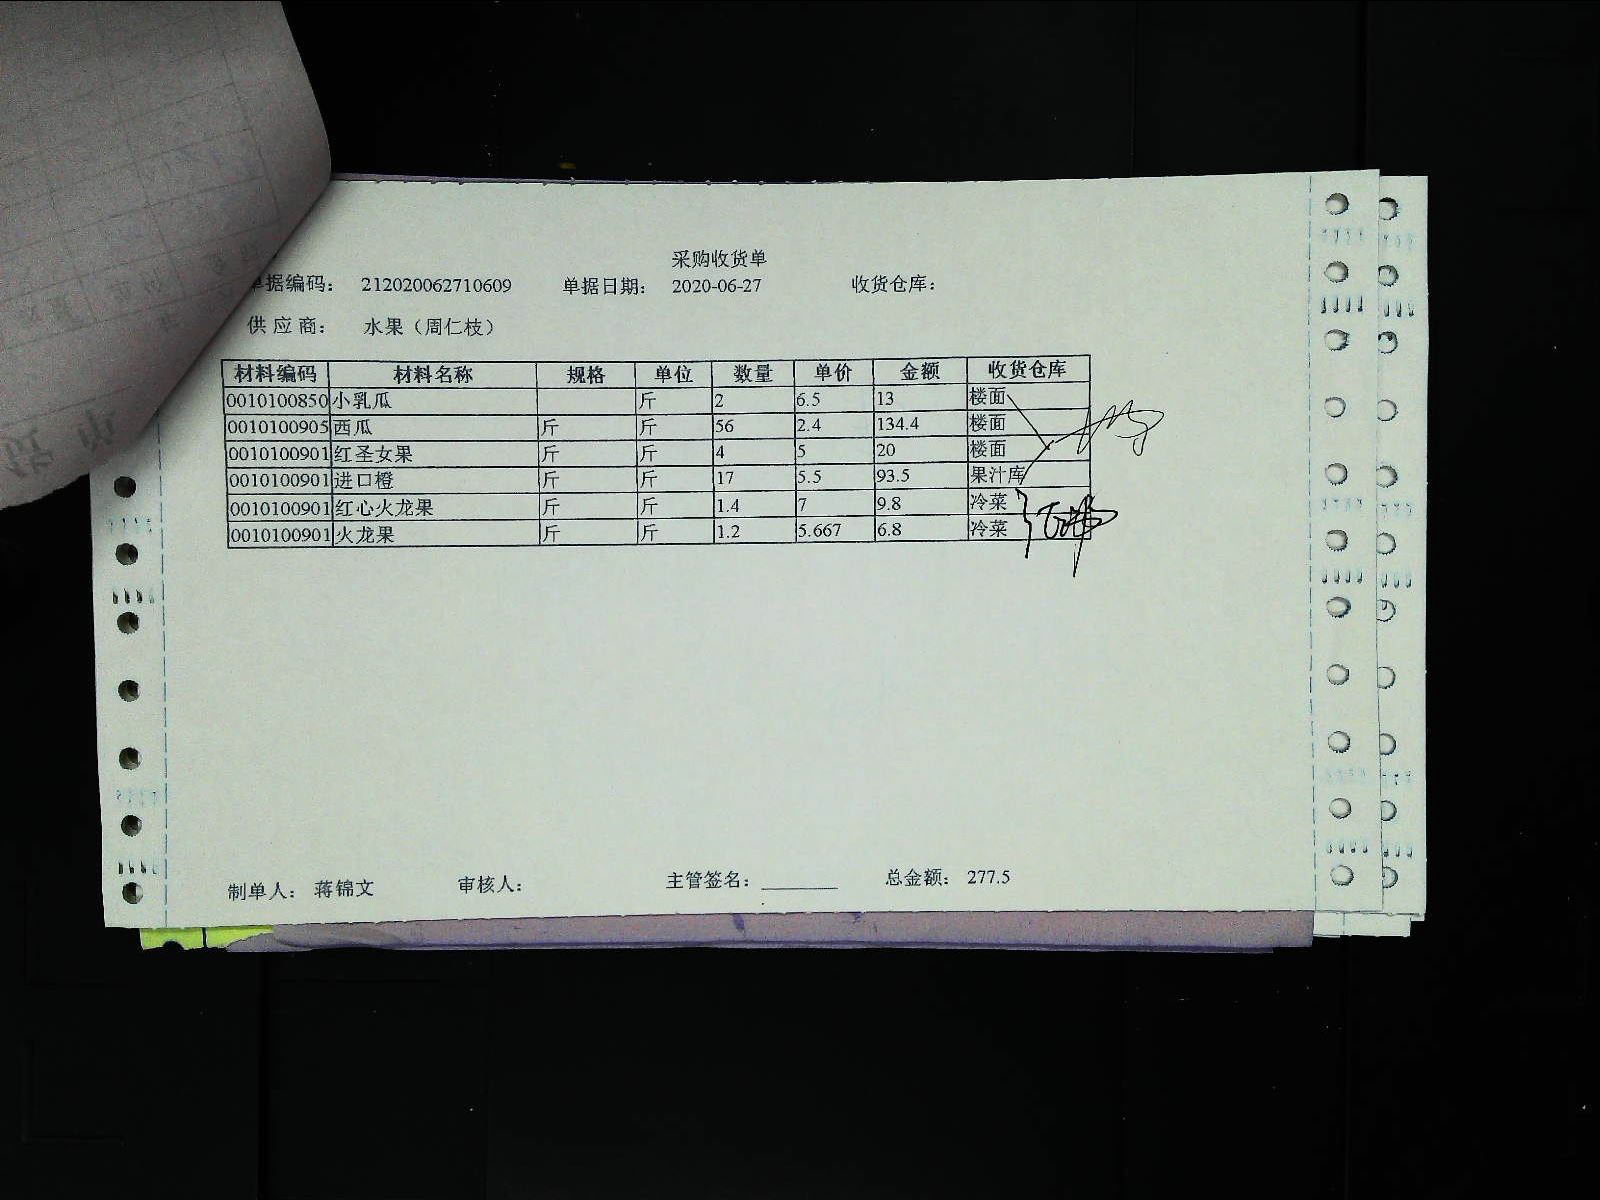 采购收货单
单据编码： 212020062710609 单据日期： 2020-06-27 收货仓库：
供应商： 水果（周仁枝）
材料编码 材料名称 规格 单位 数量 单价 金额 收货仓库
0010100850 小乳瓜 斤 2 6.5 13 楼面
0010100905 西瓜 斤 斤 56 2.4 134.4 楼面
0010100901 红圣女果 斤 斤 4 5 20 楼面
0010100901 进口橙 斤 斤 17 5.5 93.5 果汁库
0010100901 红心火龙果 斤 斤 1.4 7 9.8 冷菜
0010100901 火龙果 斤 斤 1.2 5.667 6.8 冷菜
制单人： 蒋锦文 审核人： 主管签名： 总金额： 277.5